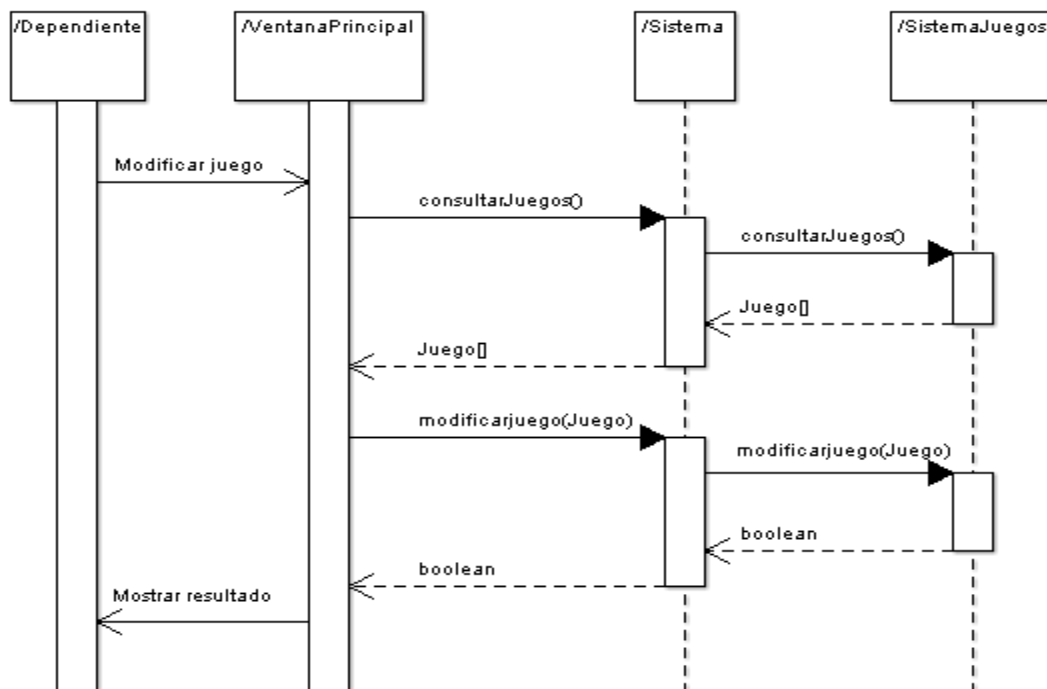 /Dependiente
/VentanaPrincipal
/Sistema
/SistemaJuegos
Modificar juego
consultarJuegos()
consultarJuegos()
Juego[]
Juego[]
modificarjuego(Juego)
modificarjuego(Juego)
boolean
boolean
Mostrar resultado